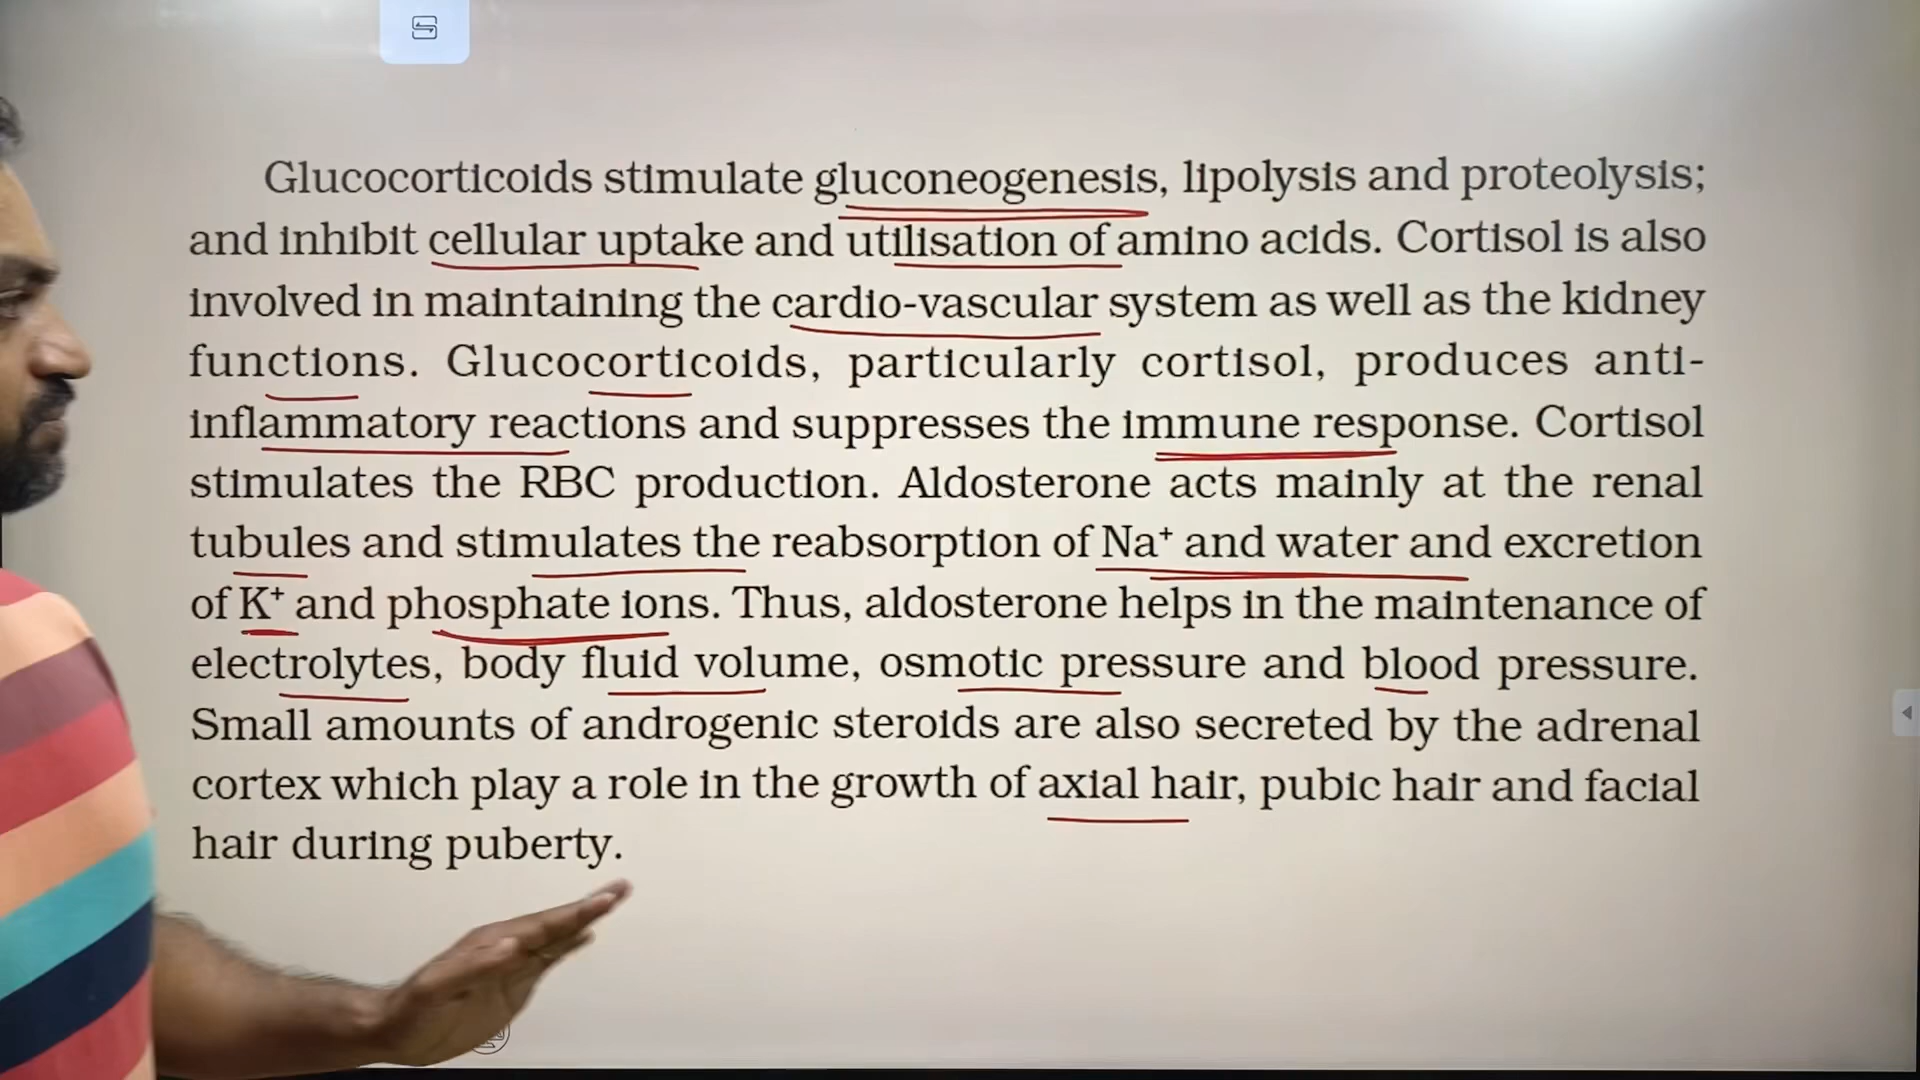 Glucocorticoids stimulate gluconeogenesis, lipolysis and proteolysis;
and inhibit cellular uptake and utilisation of amino acids. Cortisol is also
involved in maintaining the cardio-vascular system as well as the kidney
functions. Glucocorticoids, particularly cortisol, produces anti-
inflammatory reactions and suppresses the immune response. Cortisol
stimulates the RBC production. Aldosterone acts mainly at the renal
tubules and stimulates the reabsorption of Na⁺ and water and excretion
of K⁺ and phosphate ions. Thus, aldosterone helps in the maintenance of
electrolytes, body fluid volume, osmotic pressure and blood pressure.
Small amounts of androgenic steroids are also secreted by the adrenal
cortex which play a role in the growth of axial hair, pubic hair and facial
hair during puberty.